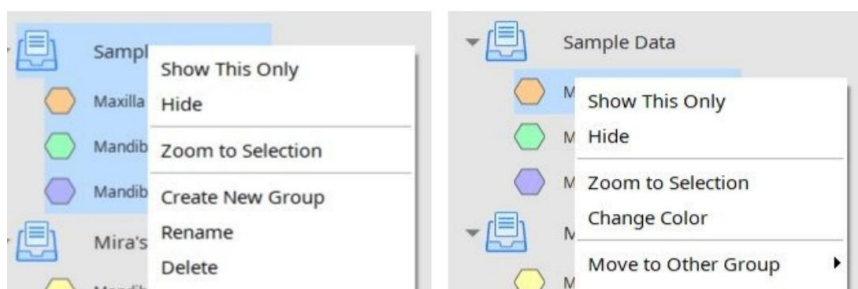 Sampl
Show This Only
Maxilla
Hide
Mandib
Zoom to Selection
Mandib
Create New Group
Mira's
Rename
Delete
Sample Data
M
Show This Only
M
Hide
M
Zoom to Selection
Change Color
M
Move to Other Group
M